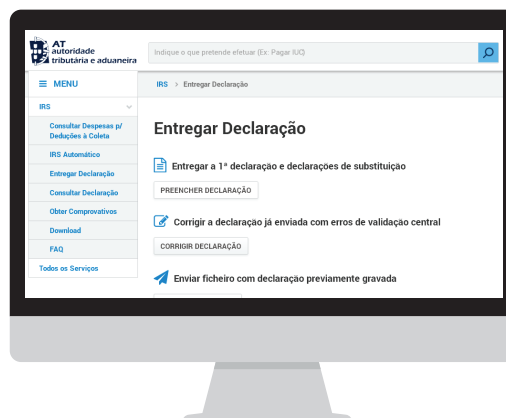 AT
autoridade
tributária e aduaneira
Indique o que pretende efetuar (Ex: Pagar IUC)
MENU
IRS > Entregar Declaração
IRS
Consultar Despesas p/
Deduções à Coleta
IRS Automático
Entregar Declaração
Consultar Declaração
Obter Comprovativos
Download
FAQ
Todos os Serviços
Entregar Declaração
Entregar a 1ª declaração e declarações de substituição
PREENCHER DECLARAÇÃO
Corrigir a declaração já enviada com erros de validação central
CORRIGIR DECLARAÇÃO
Enviar ficheiro com declaração previamente gravada